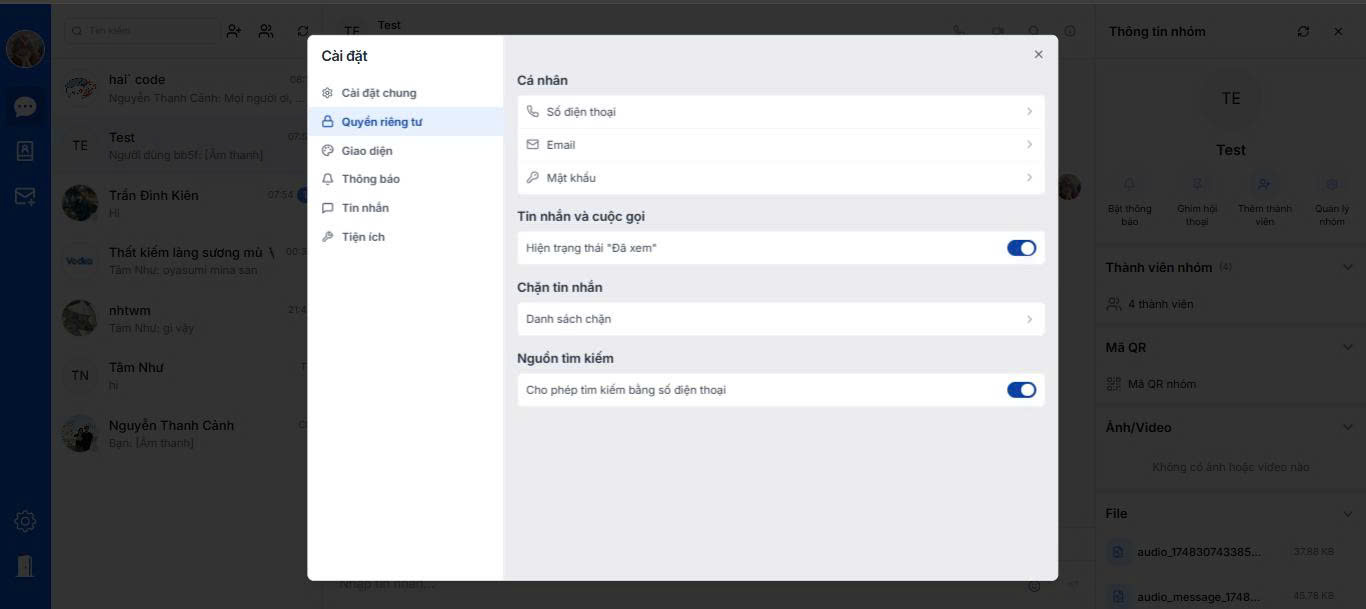 Tìm kiếm
hai` code
08:
Nguyễn Thanh Cảnh: Mọi người ơi, ...
TE
Test
07:5
Người dùng bb5f: [Âm thanh]
Trần Đình Kiên
07:54
Hi
Vodka
Thất kiếm làng sương mù \
00:3
Tâm Như: oyasumi mina san
nhtwm
21:4
Tâm Như: gì vậy
TN
Tâm Như
T
hi
Nguyễn Thanh Cảnh
Bạn: [Âm thanh]
TE
Test
Cài đặt
Cài đặt chung
Quyền riêng tư
Giao diện
Thông báo
Tin nhắn
Tiện ích
Cá nhân
Số điện thoại
Email
Mật khẩu
Tin nhắn và cuộc gọi
Hiện trạng thái "Đã xem"
Chặn tin nhắn
Danh sách chặn
Nguồn tìm kiếm
Cho phép tìm kiếm bằng số điện thoại
Nhập tin nhắn...
Thông tin nhóm
TE
Test
Bật thông báo
Ghim hội thoại
Thêm thành viên
Quản lý nhóm
Thành viên nhóm (4)
4 thành viên
Mã QR
Mã QR nhóm
Ảnh/Video
Không có ảnh hoặc video nào
File
audio_174830743385... 37.88 KB
audio_message_1748... 45.78 KB